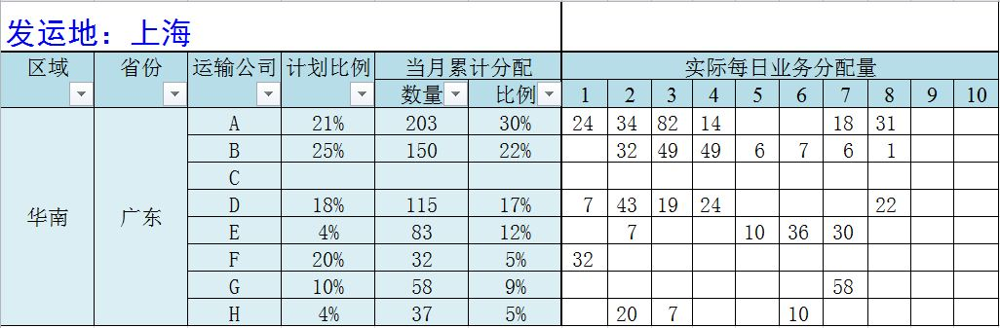 发运地：上海
区域 省份 运输公司 计划比例 当月累计分配 实际每日业务分配量
数量 比例 1 2 3 4 5 6 7 8 9 10
A 21% 203 30% 24 34 82 14 18 31
B 25% 150 22% 32 49 49 6 7 6 1
C
华南 广东 D 18% 115 17% 7 43 19 24 22
E 4% 83 12% 7 10 36 30
F 20% 32 5% 32
G 10% 58 9% 58
H 4% 37 5% 20 7 10